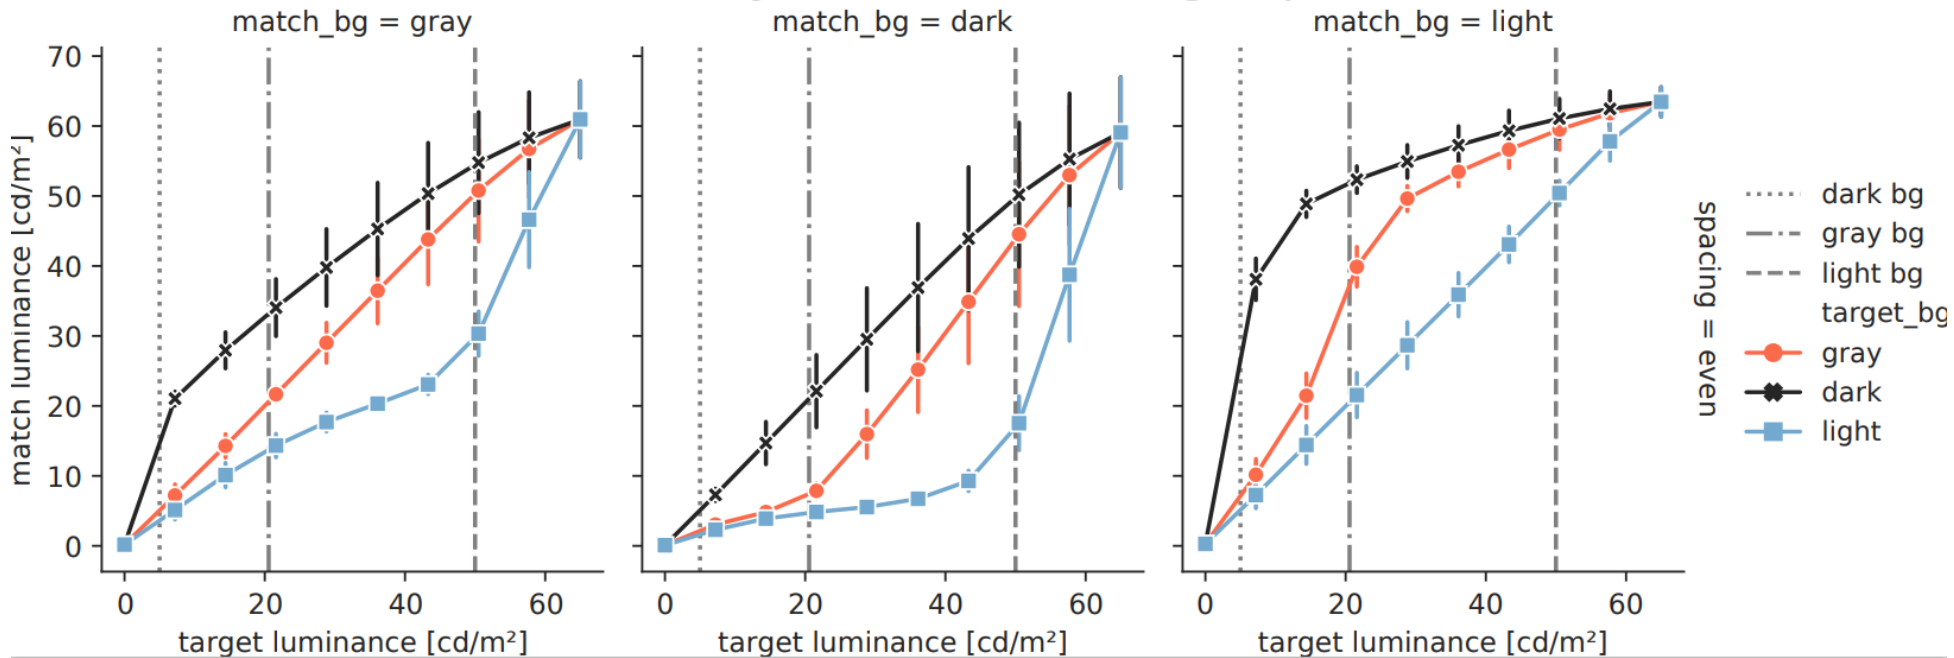 match_bg = gray
match_bg = dark
match_bg = light
70
60
50
40
30
20
10
0
match luminance [cd/m²]
0 20 40 60
0 20 40 60
0 20 40 60
target luminance [cd/m²]
target luminance [cd/m²]
target luminance [cd/m²]
spacing = even
dark bg
gray bg
light bg
target_bg
gray
dark
light